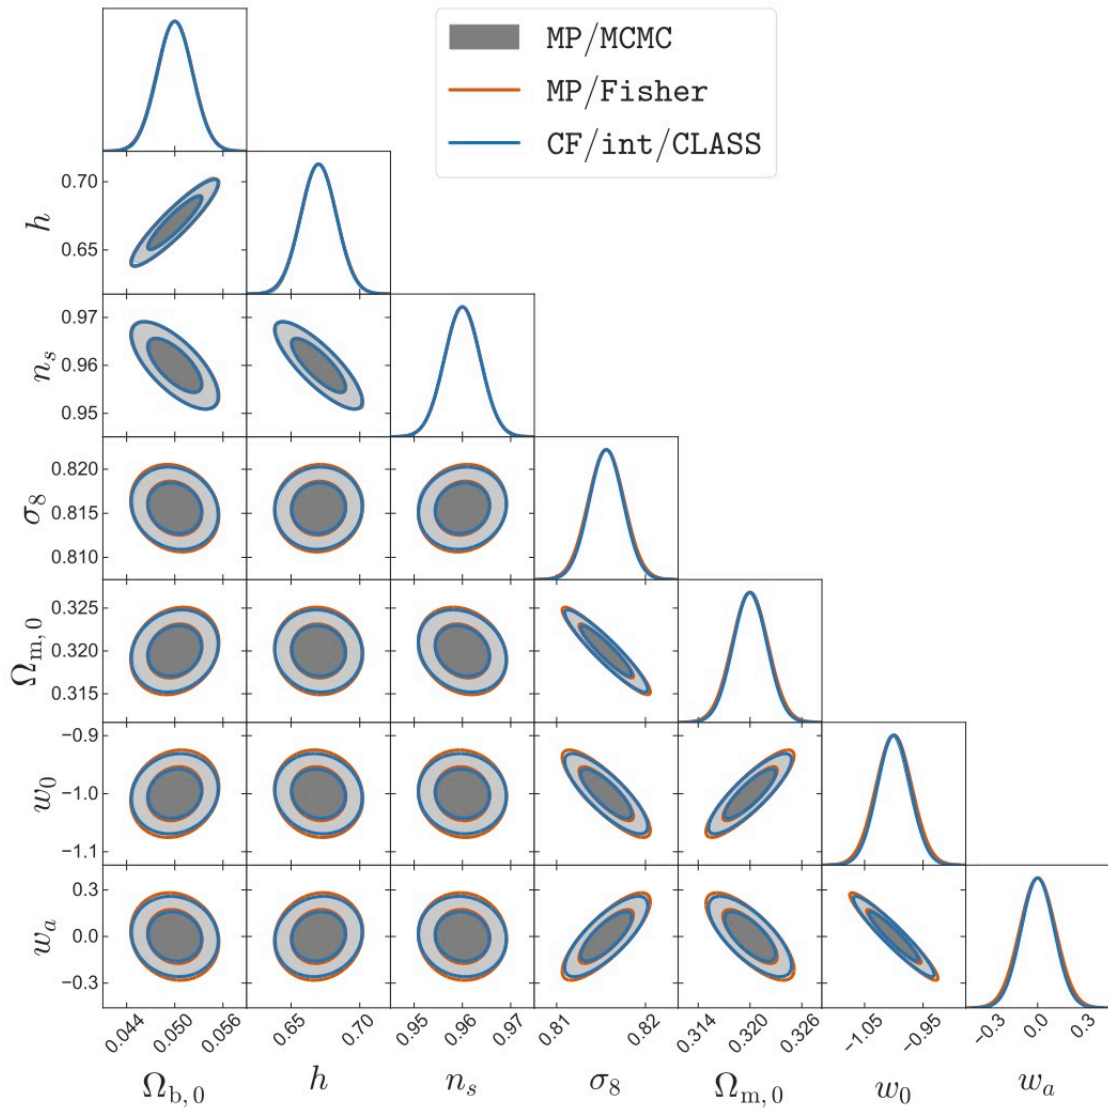 MP/MCMC
MP/Fisher
CF/int/CLASS
0.70
0.65
h
0.97
0.96
0.95
n_s
0.820
0.815
0.810
σ_8
0.325
0.320
0.315
Ω_m,0
−0.9
−1.0
−1.1
w_0
0.3
0.0
−0.3
w_a
0.044 0.050 0.056 0.65 0.70 0.95 0.96 0.97 0.81 0.82 0.314 0.320 0.326 −1.05 −0.95 −0.3 0.0 0.3
Ω_b,0 h n_s σ_8 Ω_m,0 w_0 w_a